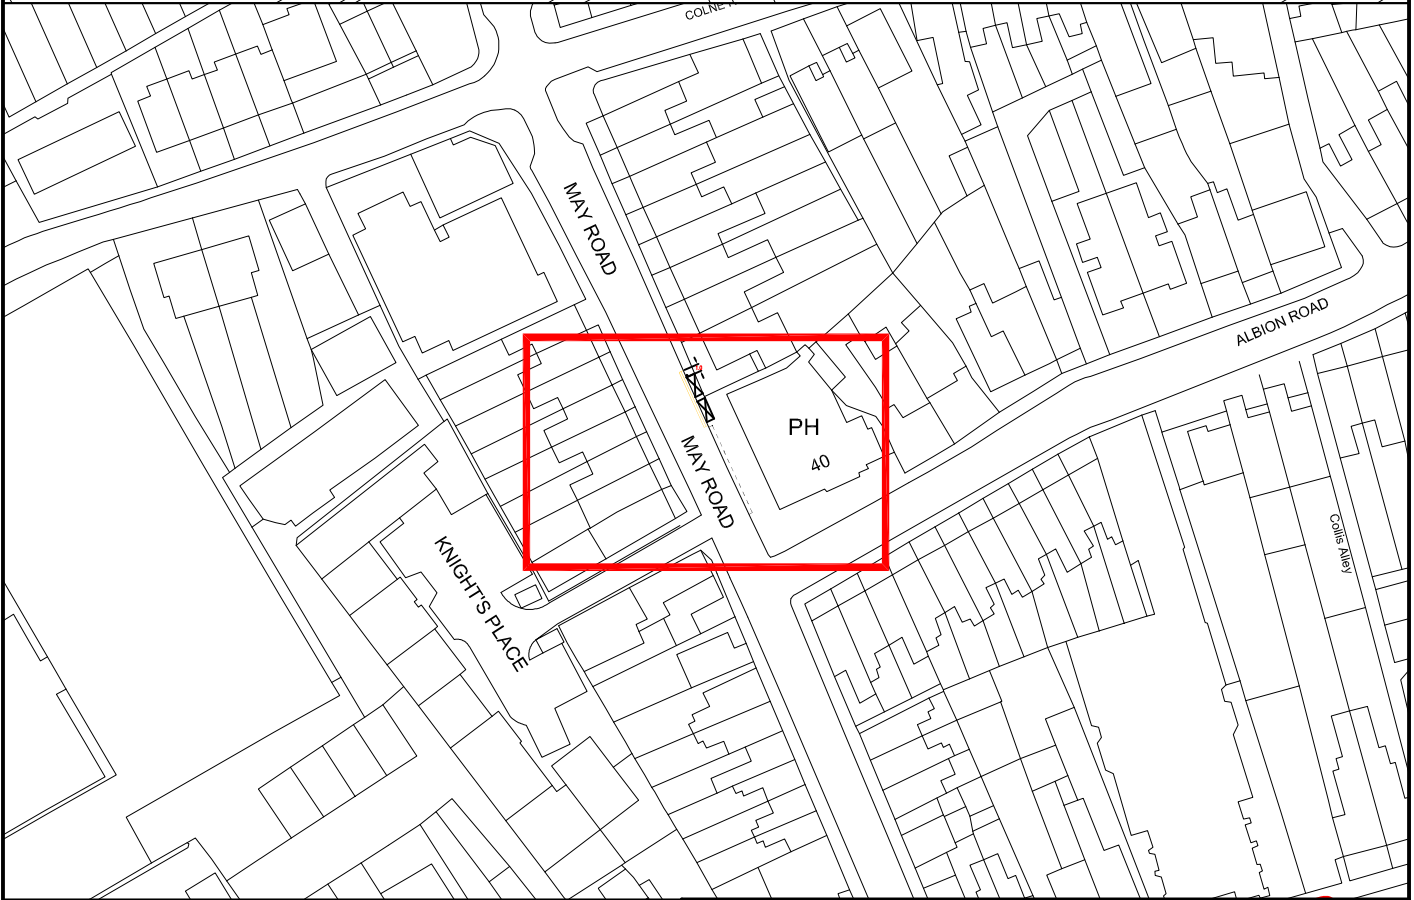 MAY ROAD
ALBION ROAD
PH
40
MAY ROAD
KNIGHT'S PLACE
Collis Alley